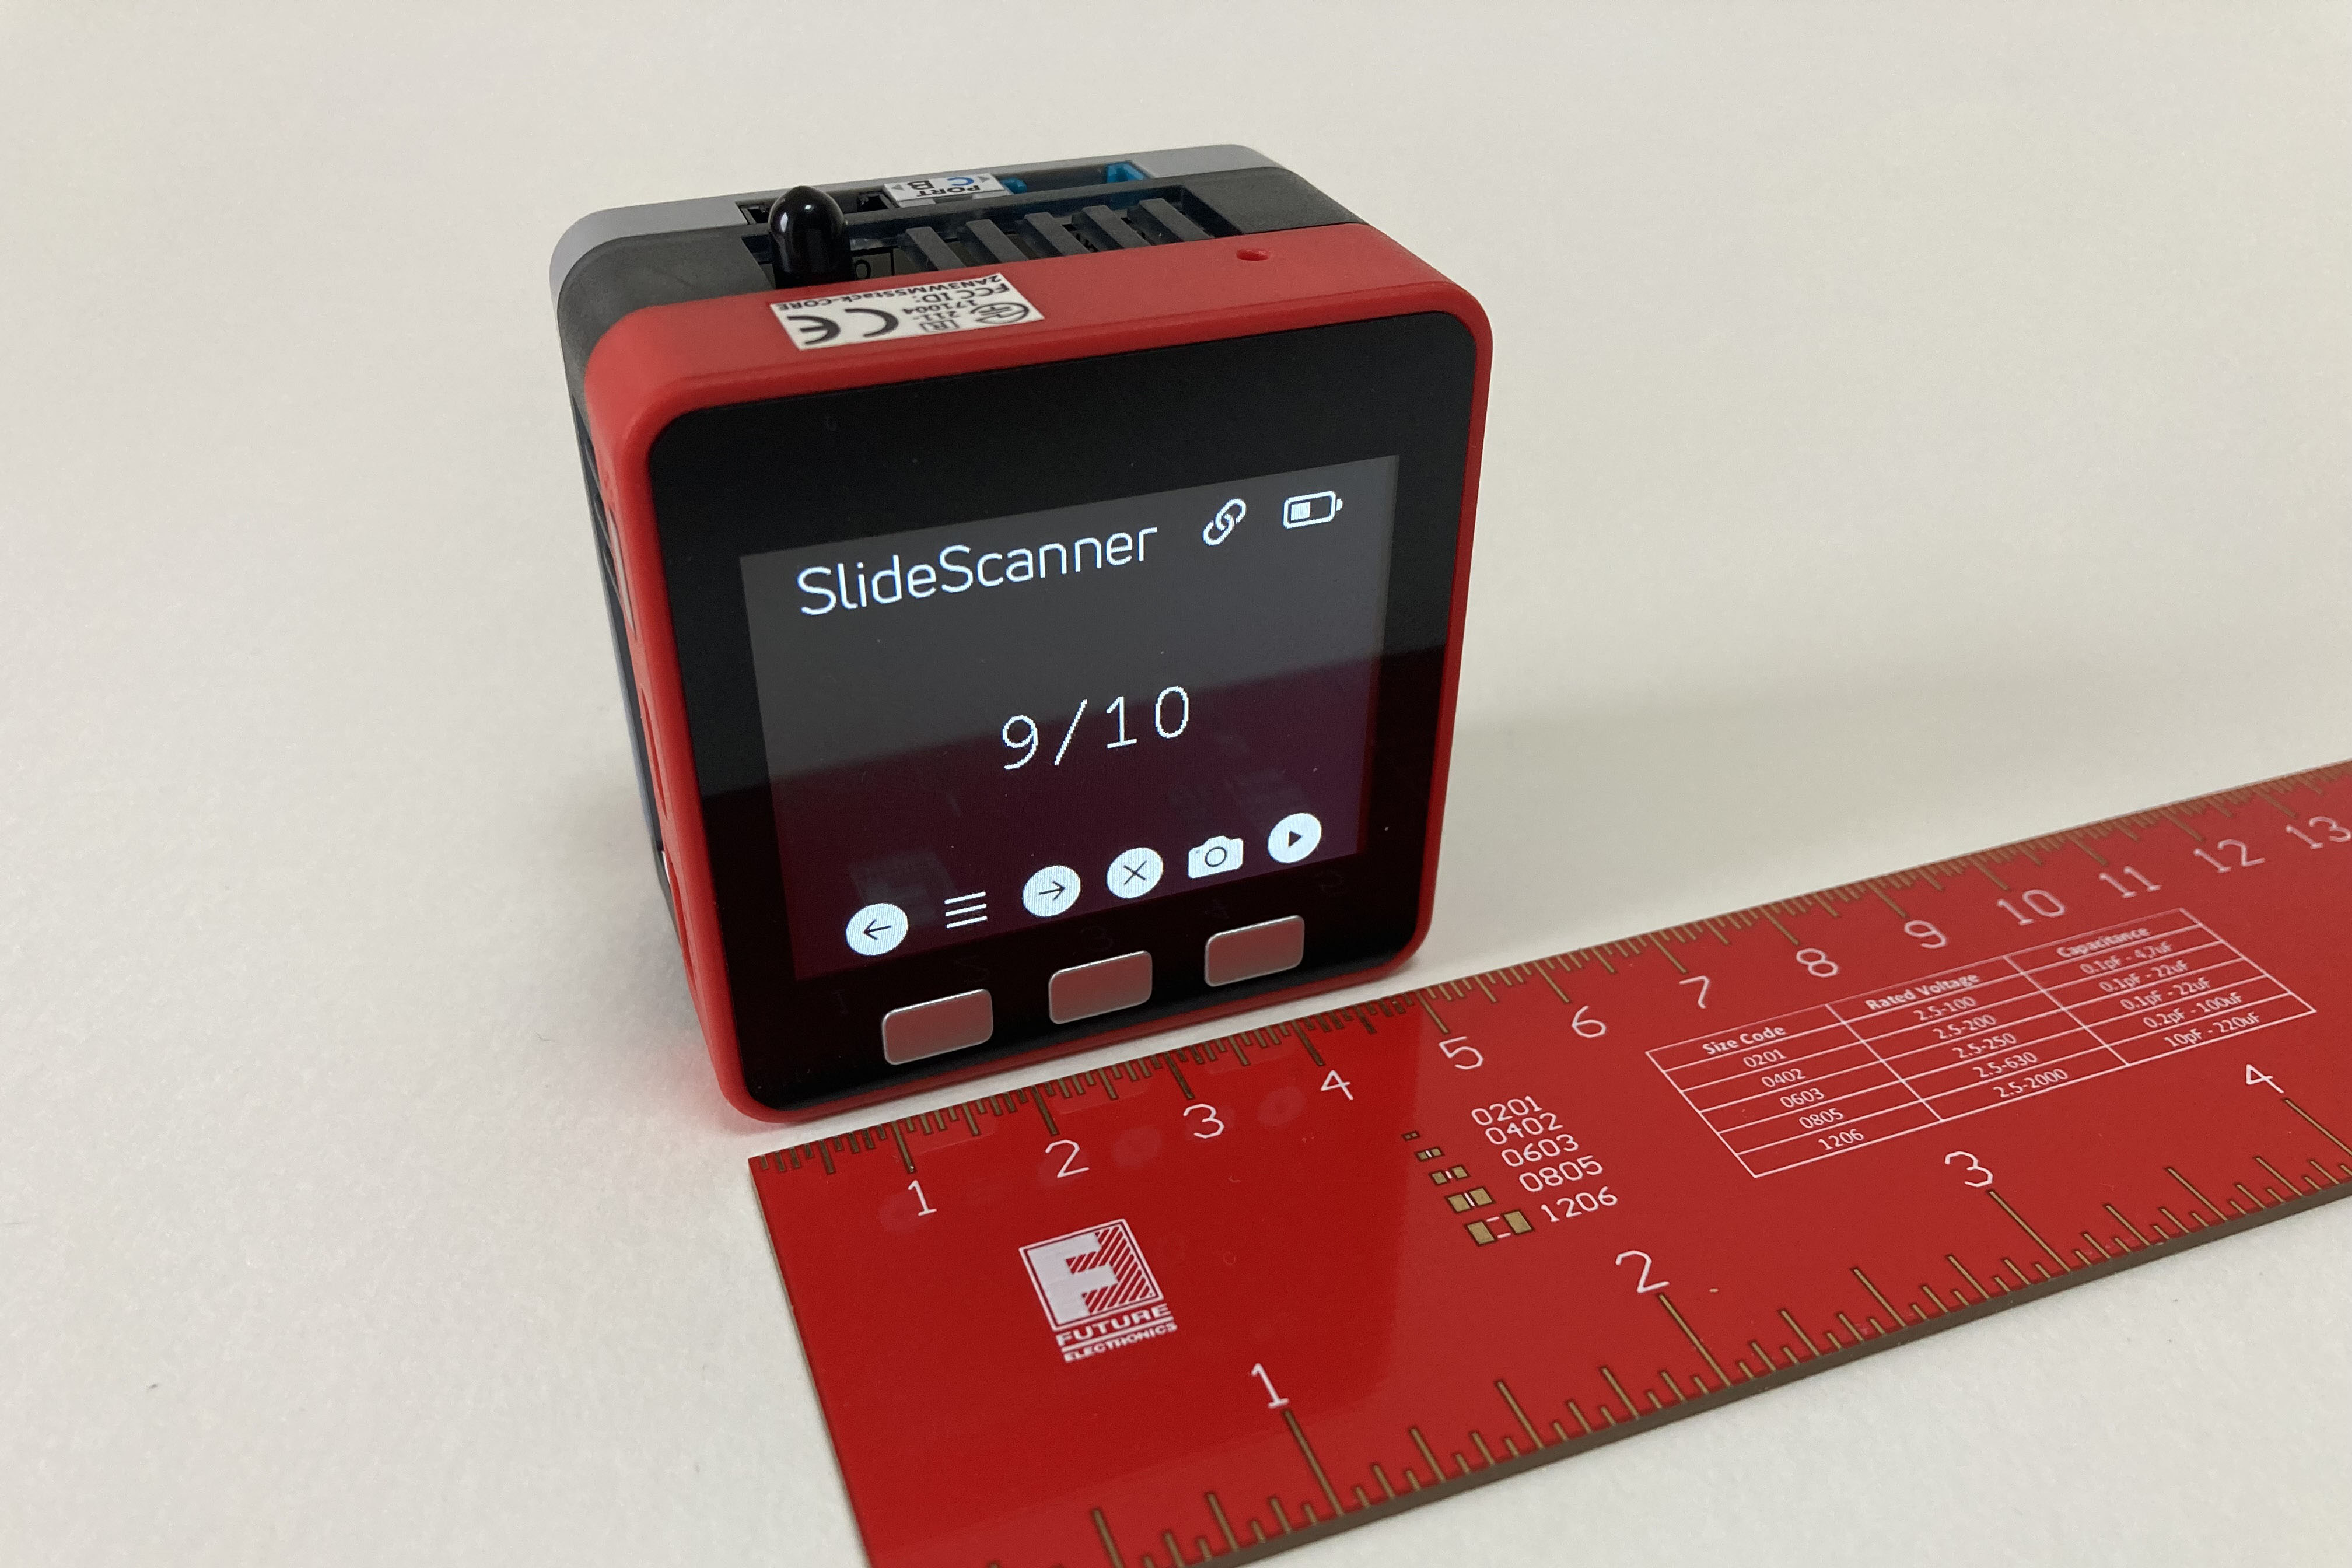 PORT
C
B
FCC ID:
2AN3WM5Stack-CORE
R
211-
171004
CE
SlideScanner
9/10
1 2 3 4 5 6 7 8 9 10 11 12 13
Size Code Rated Voltage Capacitance
0201 2.5-100 0.1pF - 4.7uF
0402 2.5-200 0.1pF - 22uF
0603 2.5-250 0.1pF - 22uF
0805 2.5-630 0.2pF - 100uF
1206 2.5-2000 10pF - 220uF
0201
0402
0603
0805
1206
F
FUTURE
ELECTRONICS
1 2 3 4